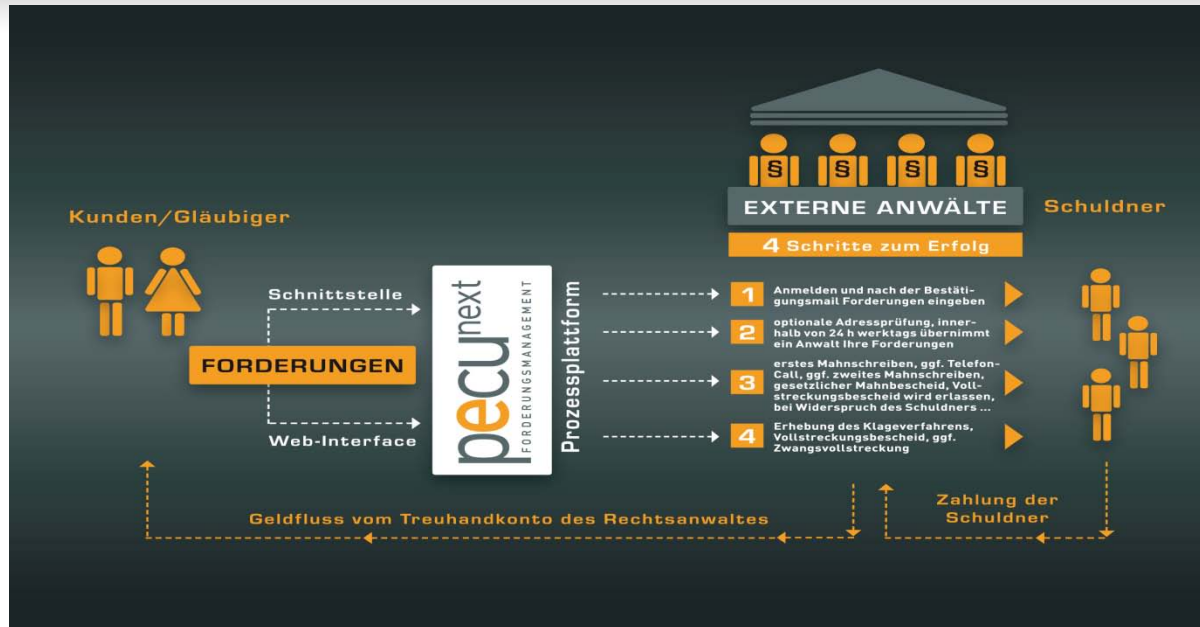 Kunden/Gläubiger
Schnittstelle
FORDERUNGEN
Web-Interface
pecunext
FORDERUNGSMANAGEMENT
Prozessplattform
§ § § §
EXTERNE ANWÄLTE
4 Schritte zum Erfolg
Schuldner
1
Anmelden und nach der Bestäti-
gungsmail Forderungen eingeben
2
optionale Adressprüfung, inner-
halb von 24 h werktags übernimmt
ein Anwalt Ihre Forderungen
3
erstes Mahnschreiben, ggf. Telefon-
Call, ggf. zweites Mahnschreiben,
gesetzlicher Mahnbescheid, Voll-
streckungsbescheid wird erlassen,
bei Widerspruch des Schuldners ...
4
Erhebung des Klageverfahrens,
Vollstreckungsbescheid, ggf.
Zwangsvollstreckung
Geldfluss vom Treuhandkonto des Rechtsanwaltes
Zahlung der
Schuldner